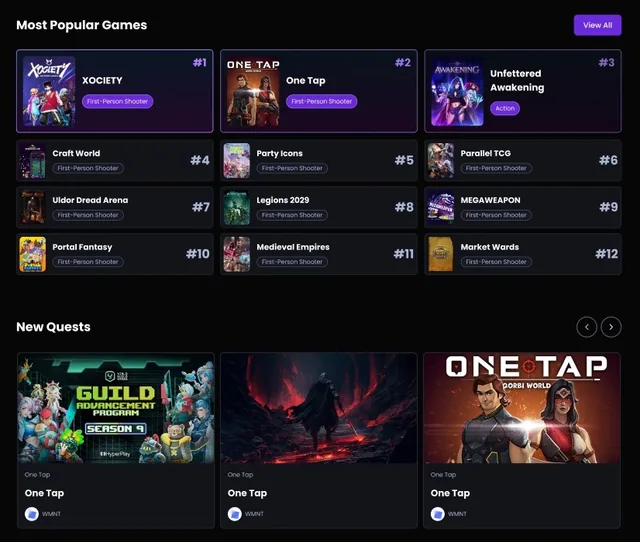 Most Popular Games
View All
XOCIETY
XOCIETY
First-Person Shooter
#1
ONE TAP
One Tap
First-Person Shooter
#2
AWAKENING
Unfettered
Awakening
Action
#3
Craft World
First-Person Shooter
#4
Party Icons
First-Person Shooter
#5
Parallel TCG
First-Person Shooter
#6
Uldor Dread Arena
First-Person Shooter
#7
Legions 2029
First-Person Shooter
#8
MEGAWEAPON
First-Person Shooter
#9
Portal Fantasy
First-Person Shooter
#10
Medieval Empires
First-Person Shooter
#11
Market Wards
First-Person Shooter
#12
New Quests
GUILD
ADVANCEMENT
PROGRAM
SEASON 9
HyperPlay
One Tap
One Tap
WMNT
One Tap
One Tap
WMNT
ONE TAP
GORBI WORLD
One Tap
One Tap
WMNT